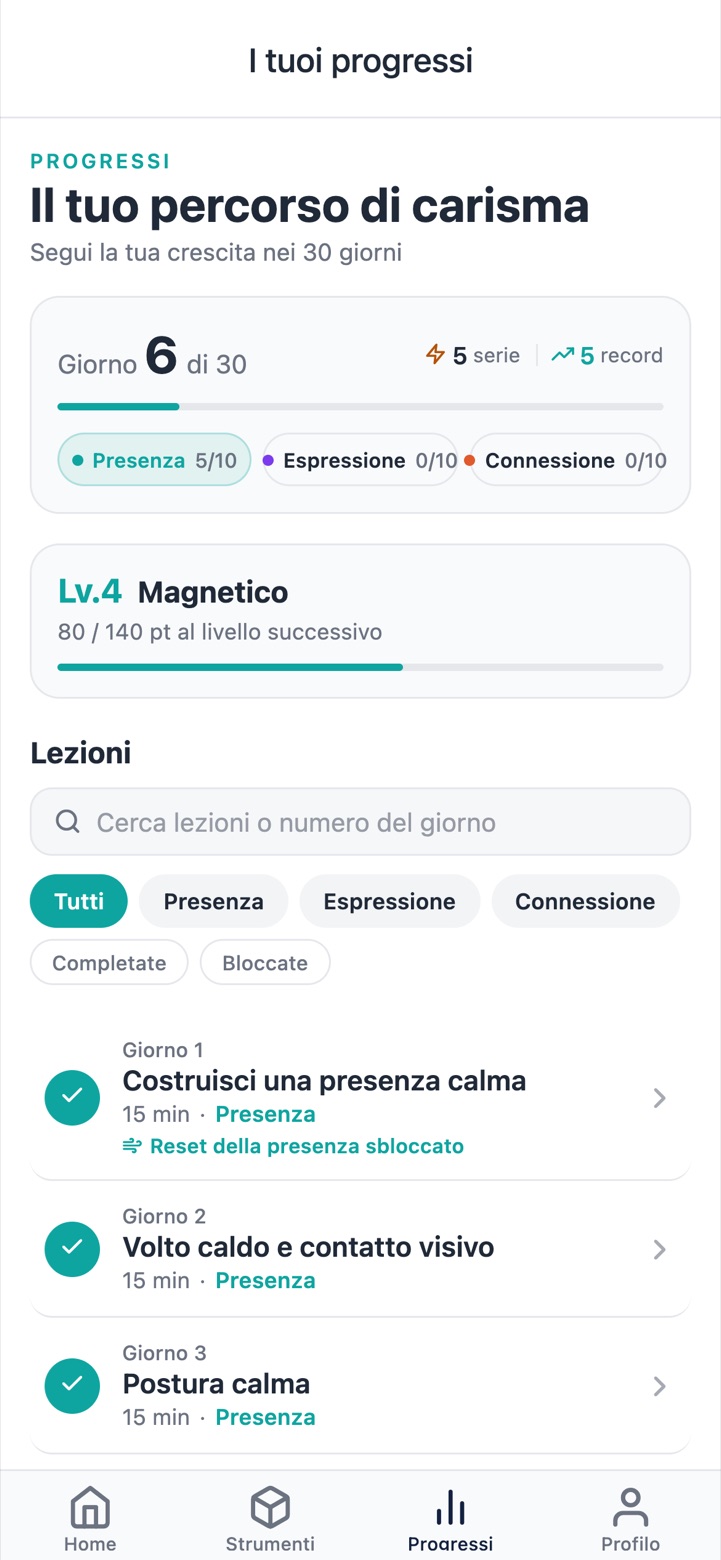 I tuoi progressi
PROGRESSI
Il tuo percorso di carisma
Segui la tua crescita nei 30 giorni
Giorno 6 di 30 5 serie 5 record
Presenza 5/10 Espressione 0/10 Connessione 0/10
Lv.4 Magnetico
80 / 140 pt al livello successivo
Lezioni
Cerca lezioni o numero del giorno
Tutti Presenza Espressione Connessione
Completate Bloccate
Giorno 1
Costruisci una presenza calma
15 min · Presenza
Reset della presenza sbloccato
Giorno 2
Volto caldo e contatto visivo
15 min · Presenza
Giorno 3
Postura calma
15 min · Presenza
Home Strumenti Progressi Profilo